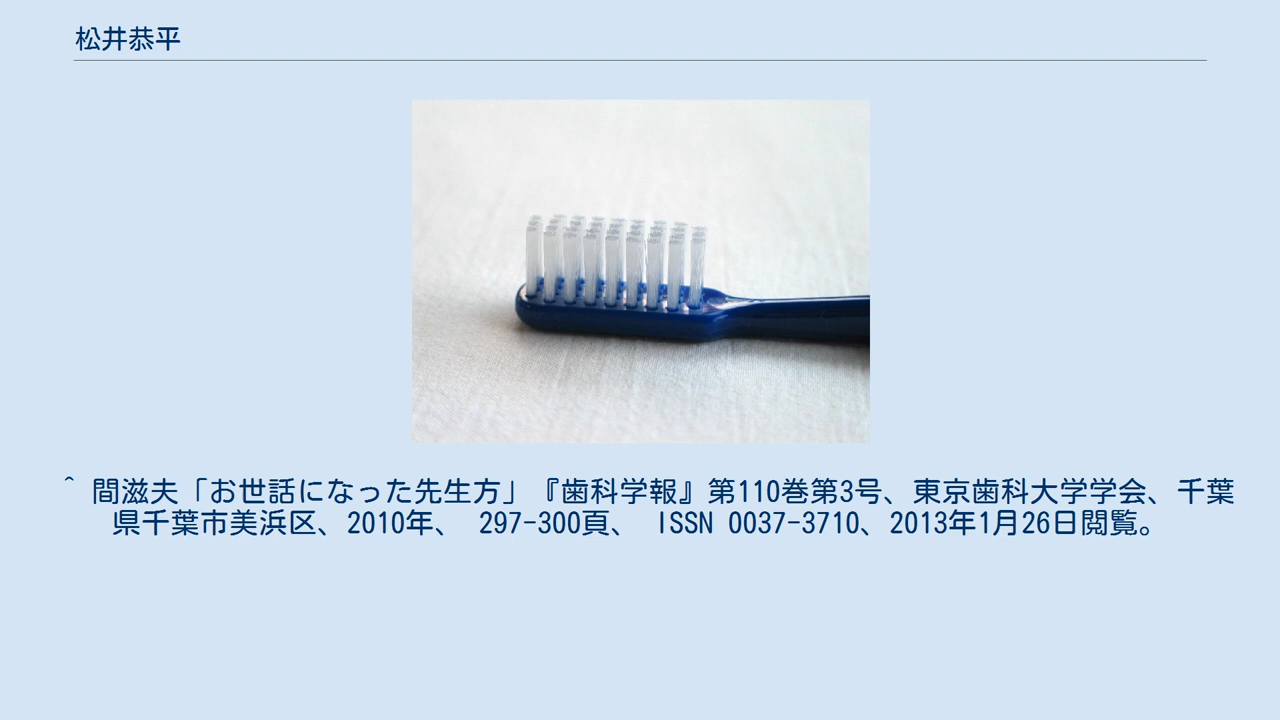 松井恭平
^ 間滋夫「お世話になった先生方」『歯科学報』第110巻第3号、東京歯科大学学会、千葉
県千葉市美浜区、2010年、 297-300頁、 ISSN 0037-3710、2013年1月26日閲覧。